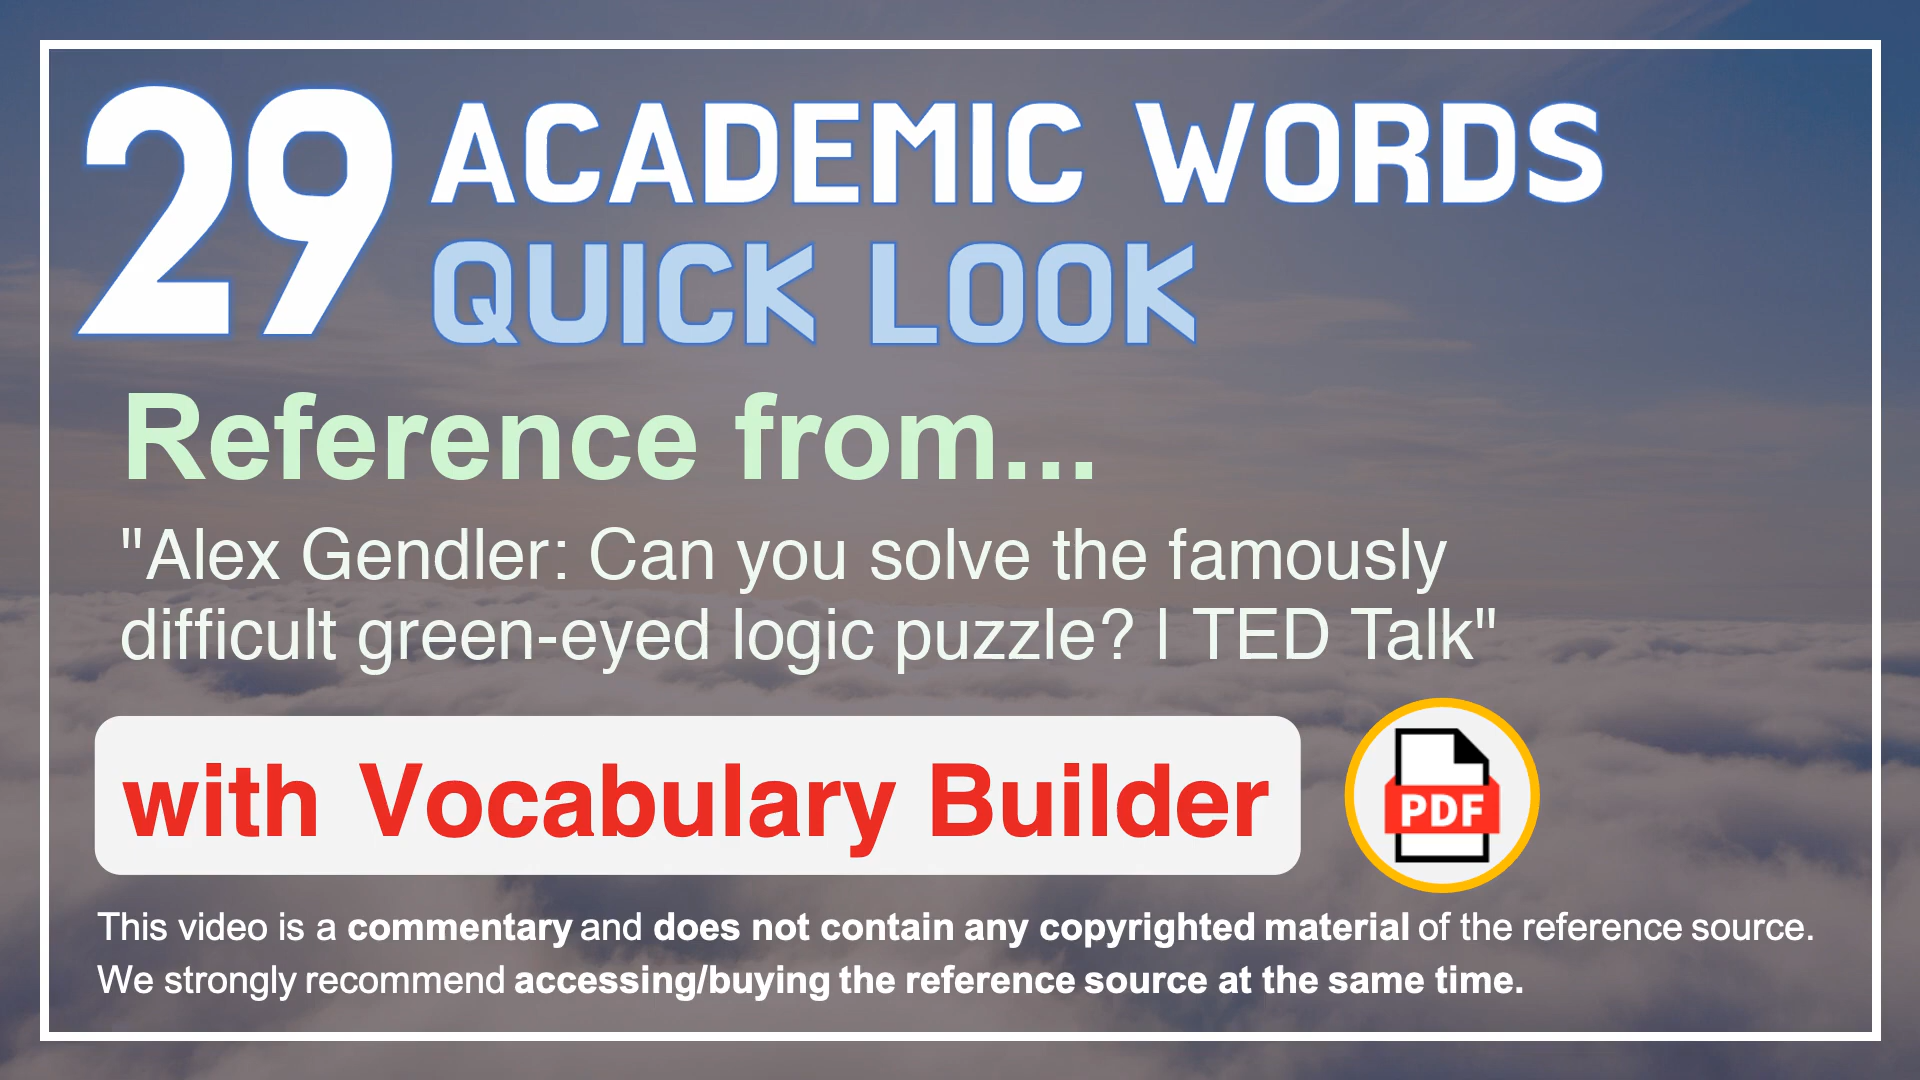 29 ACADEMIC WORDS
QUICK LOOK
Reference from...
"Alex Gendler: Can you solve the famously
difficult green-eyed logic puzzle? | TED Talk"
with Vocabulary Builder
PDF
This video is a commentary and does not contain any copyrighted material of the reference source.
We strongly recommend accessing/buying the reference source at the same time.